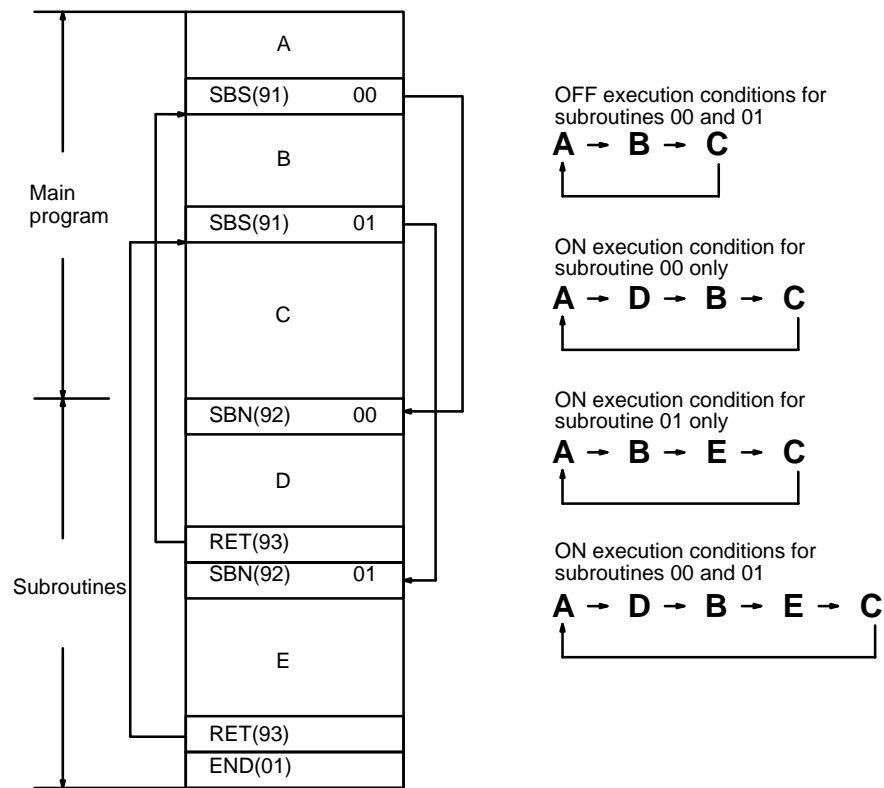 A
SBS(91) 00
B
Main
program
SBS(91) 01
C
SBN(92) 00
D
RET(93)
SBN(92) 01
Subroutines
E
RET(93)
END(01)
OFF execution conditions for
subroutines 00 and 01
A → B → C
ON execution condition for
subroutine 00 only
A → D → B → C
ON execution condition for
subroutine 01 only
A → B → E → C
ON execution conditions for
subroutines 00 and 01
A → D → B → E → C